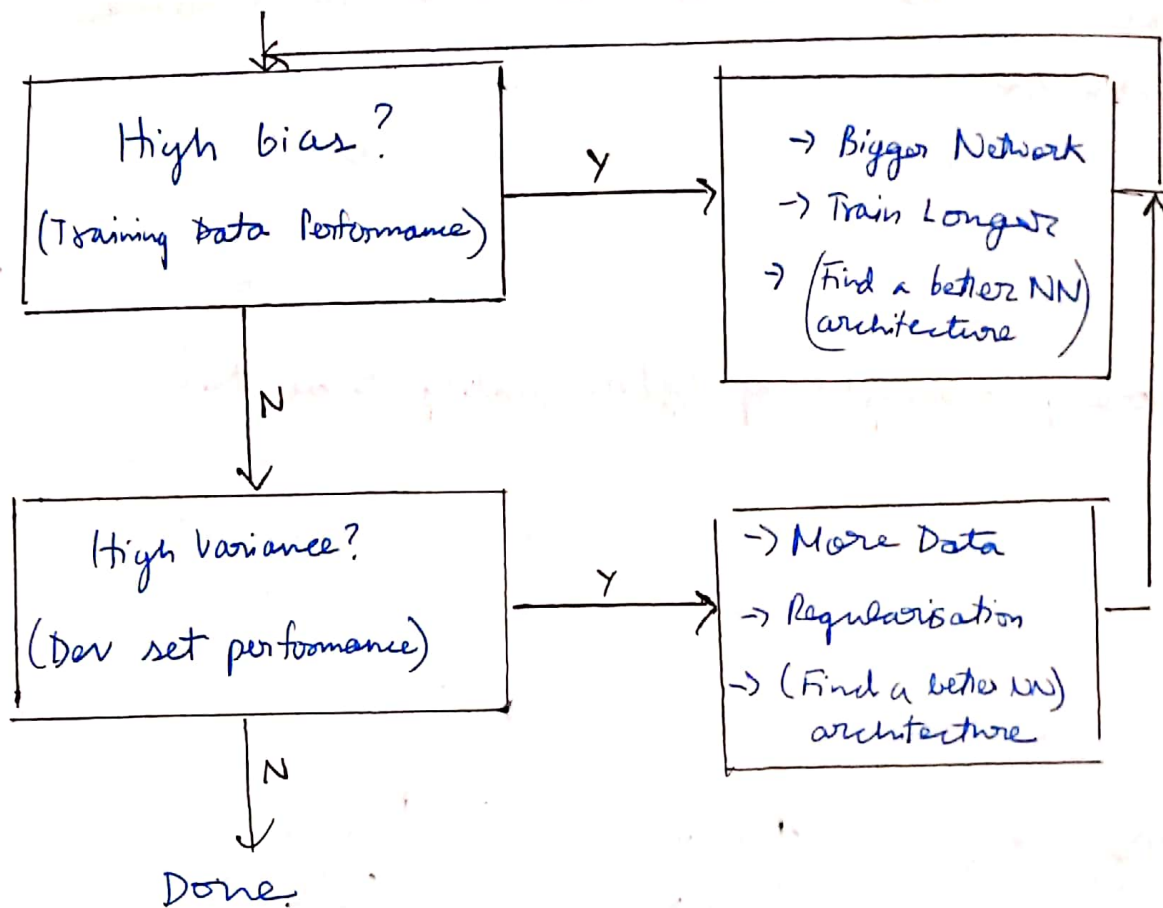 High bias?
(Training Data Performance)
Y
→ Bigger Network
→ Train Longer
→ (Find a better NN)
architecture
N
High Variance?
(Dev set performance)
Y
→ More Data
→ Regularisation
→ (Find a better NN)
architecture
N
Done.